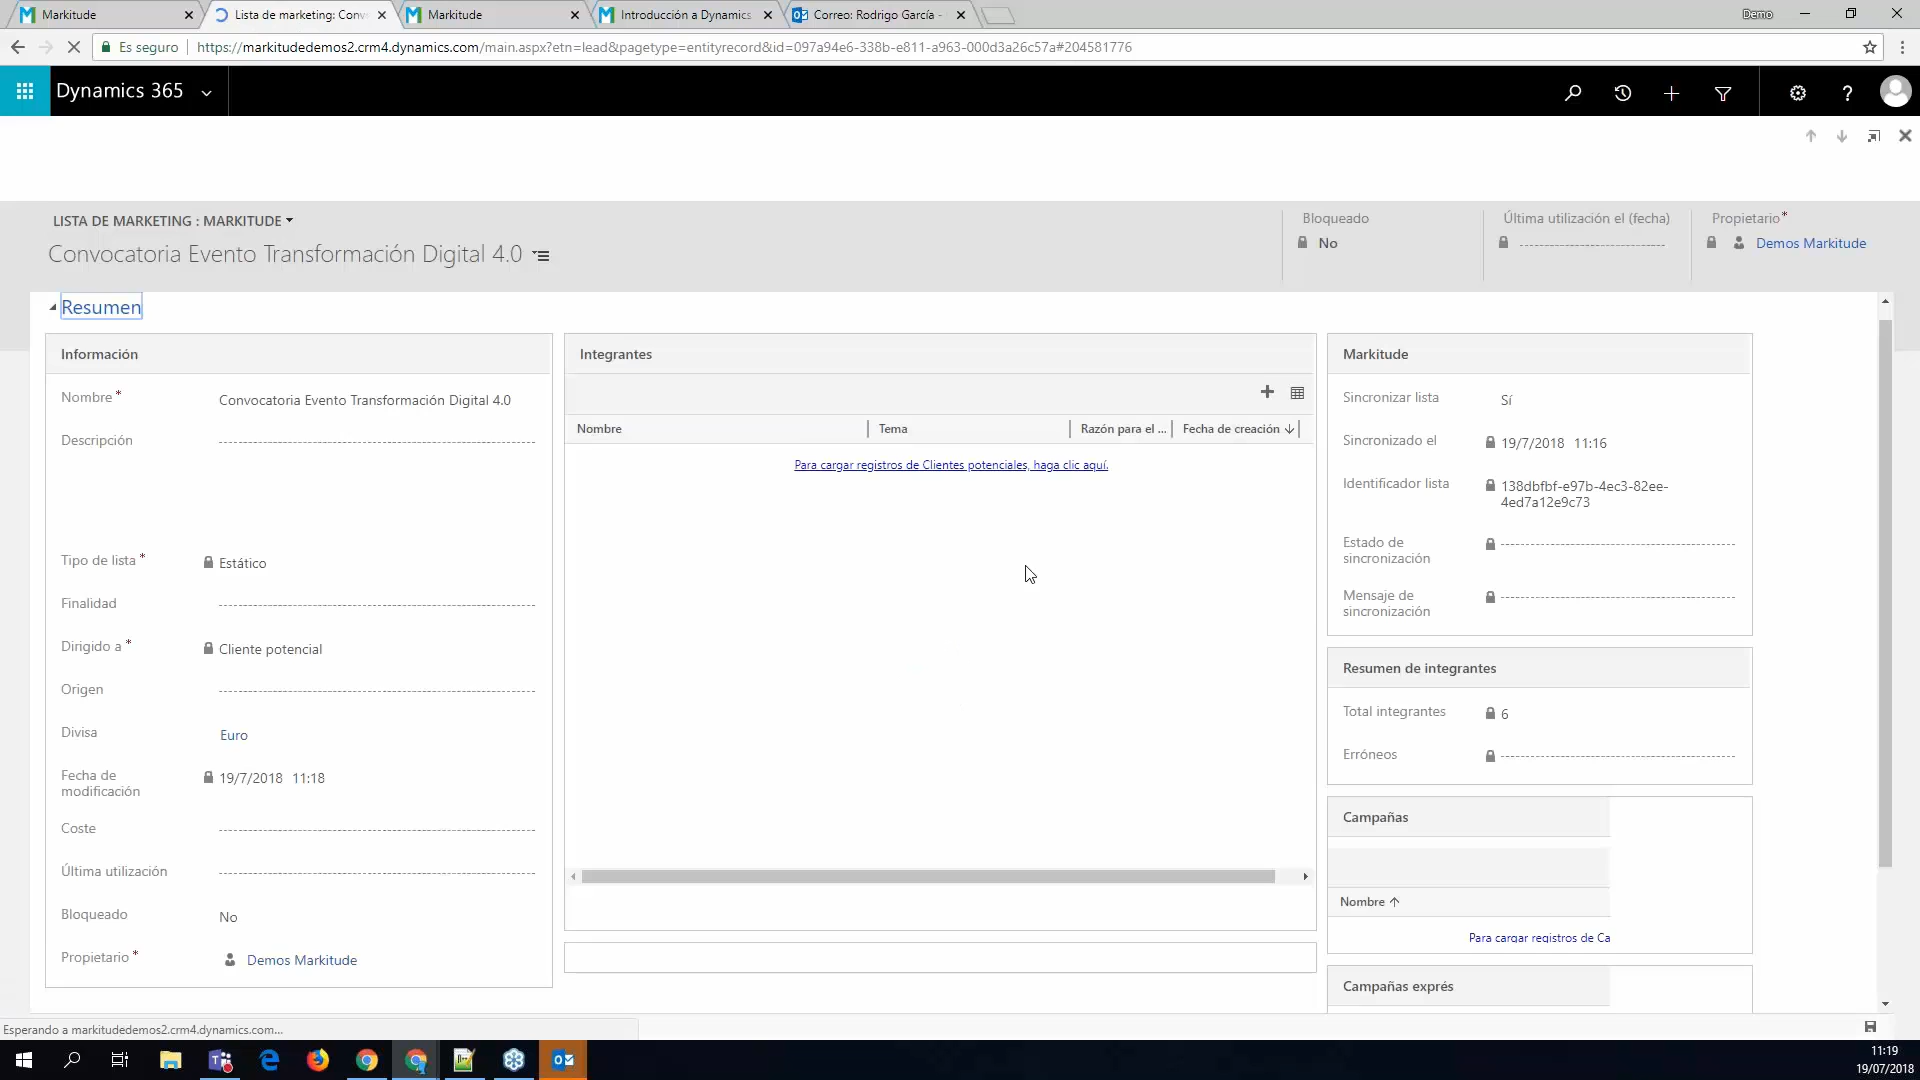 Markitude
Lista de marketing: Conv
Markitude
Introducción a Dynamics
Correo: Rodrigo García -
Demo
Es seguro
https://markitudedemos2.crm4.dynamics.com/main.aspx?etn=lead&pagetype=entityrecord&id=097a94e6-338b-e811-a963-000d3a26c57a#204581776
Dynamics 365
LISTA DE MARKETING : MARKITUDE
Convocatoria Evento Transformación Digital 4.0
Bloqueado
No
Última utilización el (fecha)
Propietario*
Demos Markitude
Resumen
Información
Nombre*
Convocatoria Evento Transformación Digital 4.0
Descripción
Tipo de lista*
Estático
Finalidad
Dirigido a*
Cliente potencial
Origen
Divisa
Euro
Fecha de
modificación
19/7/2018 11:18
Coste
Última utilización
Bloqueado
No
Propietario*
Demos Markitude
Integrantes
Nombre
Tema
Razón para el ...
Fecha de creación
Para cargar registros de Clientes potenciales, haga clic aquí.
Markitude
Sincronizar lista
Sí
Sincronizado el
19/7/2018 11:16
Identificador lista
138dbfbf-e97b-4ec3-82ee-
4ed7a12e9c73
Estado de
sincronización
Mensaje de
sincronización
Resumen de integrantes
Total integrantes
6
Erróneos
Campañas
Nombre
Para cargar registros de Ca
Campañas exprés
Esperando a markitudedemos2.crm4.dynamics.com...
11:19
19/07/2018